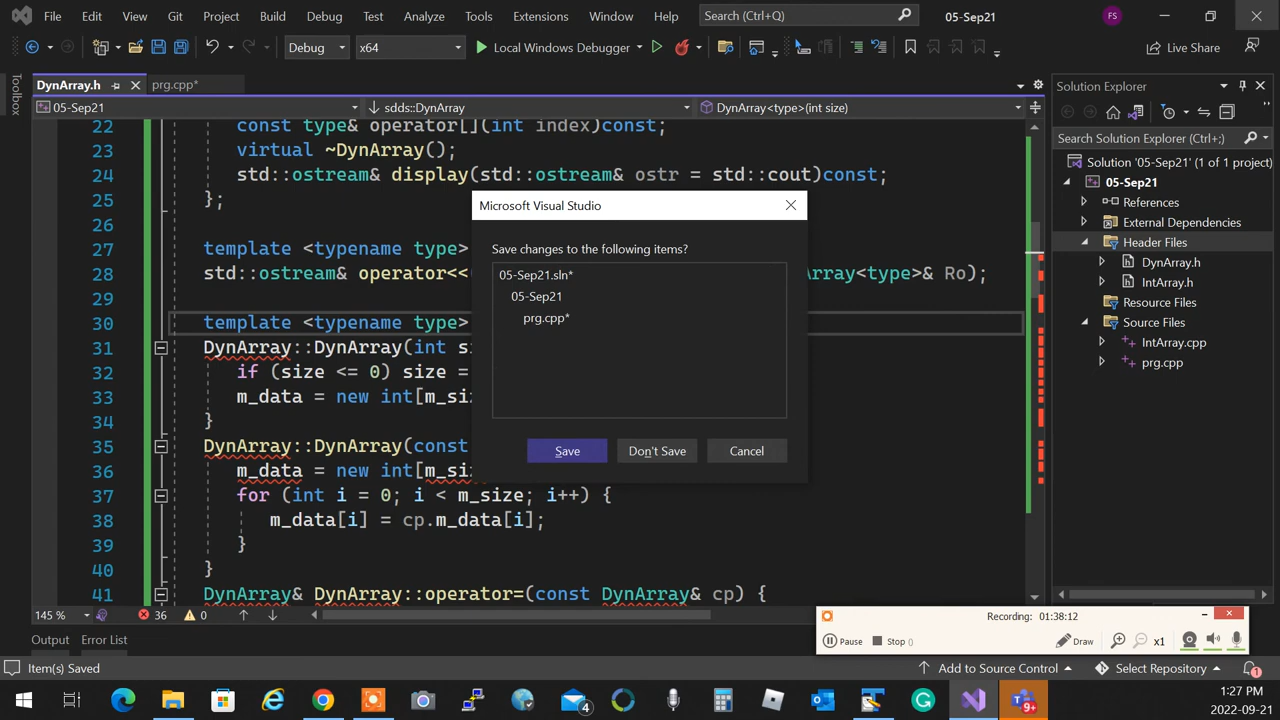 File Edit View Git Project Build Debug Test Analyze Tools Extensions Window Help Search (Ctrl+Q) 05-Sep21 FS
Debug x64 Local Windows Debugger Live Share
Toolbox
DynArray.h prg.cpp*
05-Sep21 sdds::DynArray DynArray<type>(int size)
22 const type& operator[](int index)const;
23 virtual ~DynArray();
24 std::ostream& display(std::ostream& ostr = std::cout)const;
25 };
26
27 template <typename type>
28 std::ostream& operator<< Array<type>& Ro);
29
30 template <typename type>
31 DynArray::DynArray(int si
32 if (size <= 0) size =
33 m_data = new int[m_siz
34 }
35 DynArray::DynArray(const
36 m_data = new int[m_siz
37 for (int i = 0; i < m_size; i++) {
38 m_data[i] = cp.m_data[i];
39 }
40 }
41 DynArray& DynArray::operator=(const DynArray& cp) {
145 % 36 0
Output Error List
Item(s) Saved
Add to Source Control Select Repository 1
Microsoft Visual Studio
Save changes to the following items?
05-Sep21.sln*
05-Sep21
prg.cpp*
Save Don't Save Cancel
Solution Explorer
Search Solution Explorer (Ctrl+;)
Solution '05-Sep21' (1 of 1 project)
05-Sep21
References
External Dependencies
Header Files
DynArray.h
IntArray.h
Resource Files
Source Files
IntArray.cpp
prg.cpp
Recording: 01:38:12
Pause Stop () Draw x1
4 9+
1:27 PM
2022-09-21